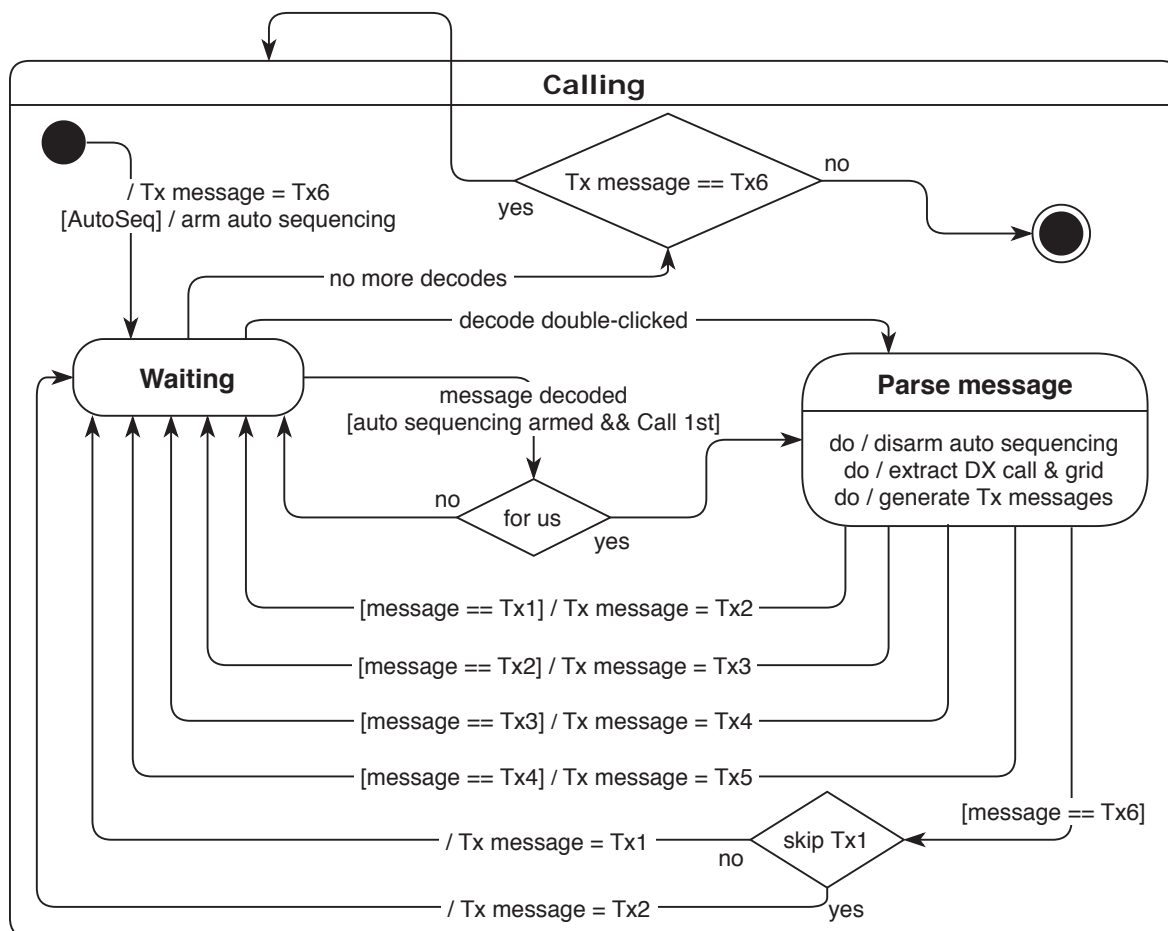 Calling
Tx message == Tx6
no
yes
/ Tx message = Tx6
[AutoSeq] / arm auto sequencing
no more decodes
decode double-clicked
Waiting
message decoded
[auto sequencing armed && Call 1st]
Parse message
do / disarm auto sequencing
do / extract DX call & grid
do / generate Tx messages
no
for us
yes
[message == Tx1] / Tx message = Tx2
[message == Tx2] / Tx message = Tx3
[message == Tx3] / Tx message = Tx4
[message == Tx4] / Tx message = Tx5
[message == Tx6]
/ Tx message = Tx1
no
skip Tx1
/ Tx message = Tx2
yes